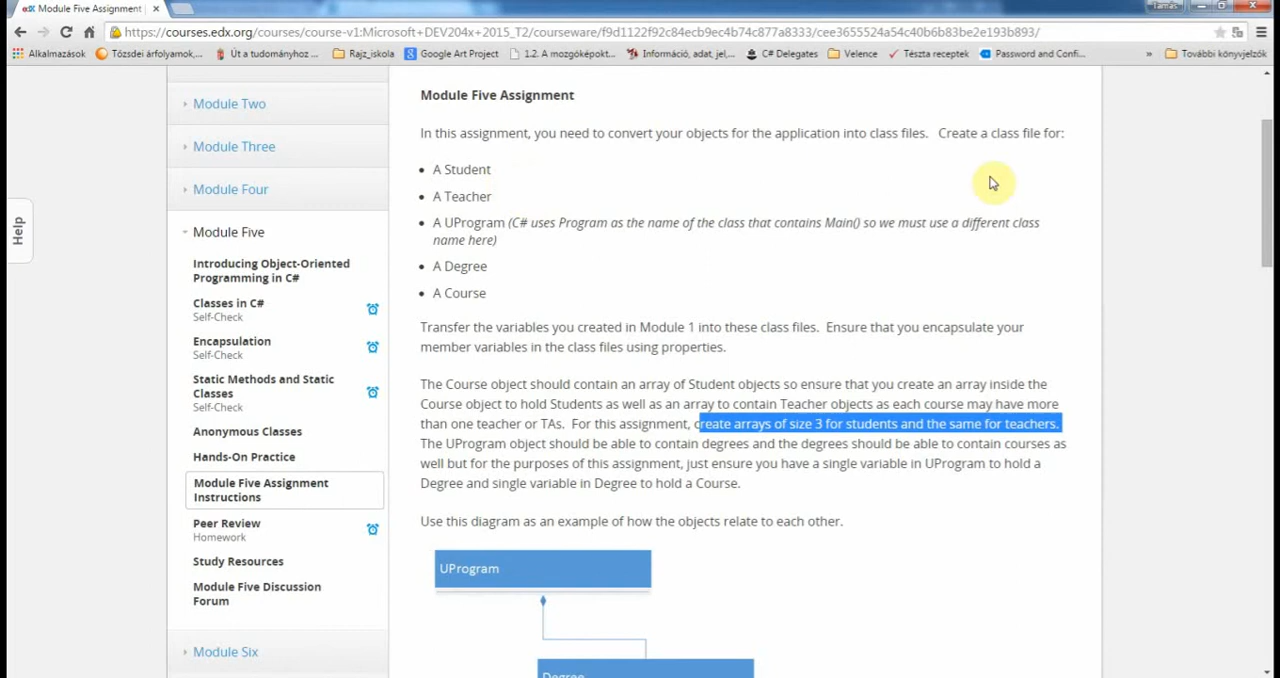 Module Five Assignment
Tamás
https://courses.edx.org/courses/course-v1:Microsoft+DEV204x+2015_T2/courseware/f9d1122f92c84ecb9ec4b74c877a8333/cee3655524a54c40b6b83be2e193b893/
Alkalmazások
Tőzsdei árfolyamok,...
Út a tudományhoz ...
Rajz_iskola
Google Art Project
1.2. A mozgóképokt...
Információ, adat, jel,...
C# Delegates
Velence
Tészta receptek
Password and Confi...
»
További könyvjelzők
Help
Module Two
Module Three
Module Four
Module Five
Introducing Object-Oriented
Programming in C#
Classes in C#
Self-Check
Encapsulation
Self-Check
Static Methods and Static
Classes
Self-Check
Anonymous Classes
Hands-On Practice
Module Five Assignment
Instructions
Peer Review
Homework
Study Resources
Module Five Discussion
Forum
Module Six
Module Five Assignment
In this assignment, you need to convert your objects for the application into class files. Create a class file for:
• A Student
• A Teacher
• A UProgram (C# uses Program as the name of the class that contains Main() so we must use a different class
name here)
• A Degree
• A Course
Transfer the variables you created in Module 1 into these class files. Ensure that you encapsulate your
member variables in the class files using properties.
The Course object should contain an array of Student objects so ensure that you create an array inside the
Course object to hold Students as well as an array to contain Teacher objects as each course may have more
than one teacher or TAs. For this assignment, create arrays of size 3 for students and the same for teachers.
The UProgram object should be able to contain degrees and the degrees should be able to contain courses as
well but for the purposes of this assignment, just ensure you have a single variable in UProgram to hold a
Degree and single variable in Degree to hold a Course.
Use this diagram as an example of how the objects relate to each other.
UProgram
Degree